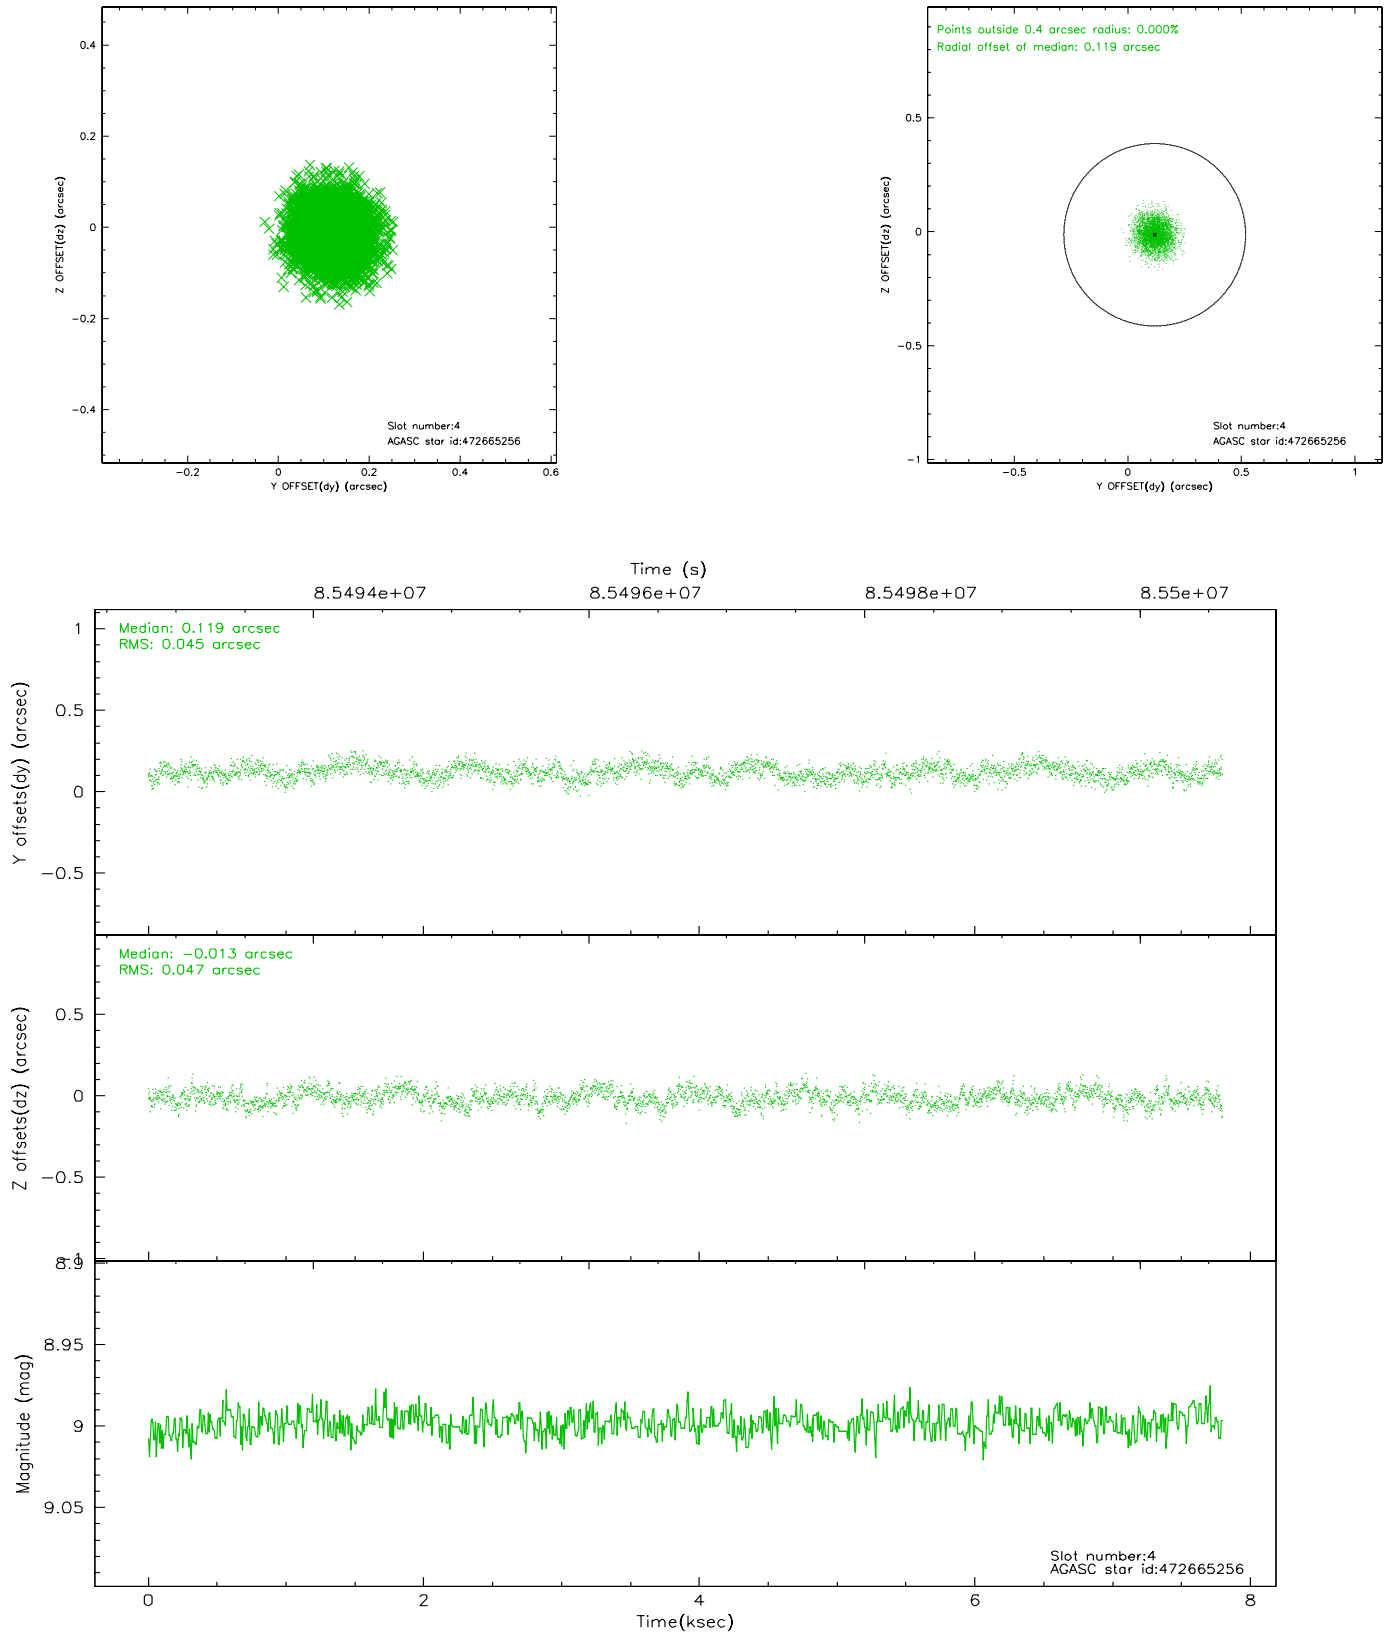 0.4
0.2
0
−0.2
−0.4
Z OFFSET(dz) (arcsec)
Slot number:4
AGASC star id:472665256
−0.2 0 0.2 0.4 0.6
Y OFFSET(dy) (arcsec)
Points outside 0.4 arcsec radius: 0.000%
Radial offset of median: 0.119 arcsec
0.5
0
−0.5
−1
Z OFFSET(dz) (arcsec)
Slot number:4
AGASC star id:472665256
−0.5 0 0.5 1
Y OFFSET(dy) (arcsec)
Time (s)
8.5494e+07 8.5496e+07 8.5498e+07 8.55e+07
Median: 0.119 arcsec
RMS: 0.045 arcsec
1
0.5
0
−0.5
Y offsets(dy) (arcsec)
Median: −0.013 arcsec
RMS: 0.047 arcsec
0.5
0
−0.5
−1
Z offsets(dz) (arcsec)
8.9
8.95
9
9.05
Magnitude (mag)
Slot number:4
AGASC star id:472665256
0 2 4 6 8
Time(ksec)